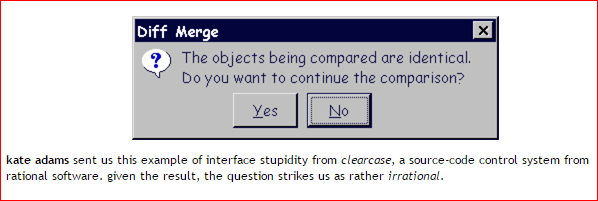 Diff Merge
The objects being compared are identical.
Do you want to continue the comparison?
Yes No
kate adams sent us this example of interface stupidity from clearcase, a source-code control system from
rational software. given the result, the question strikes us as rather irrational.